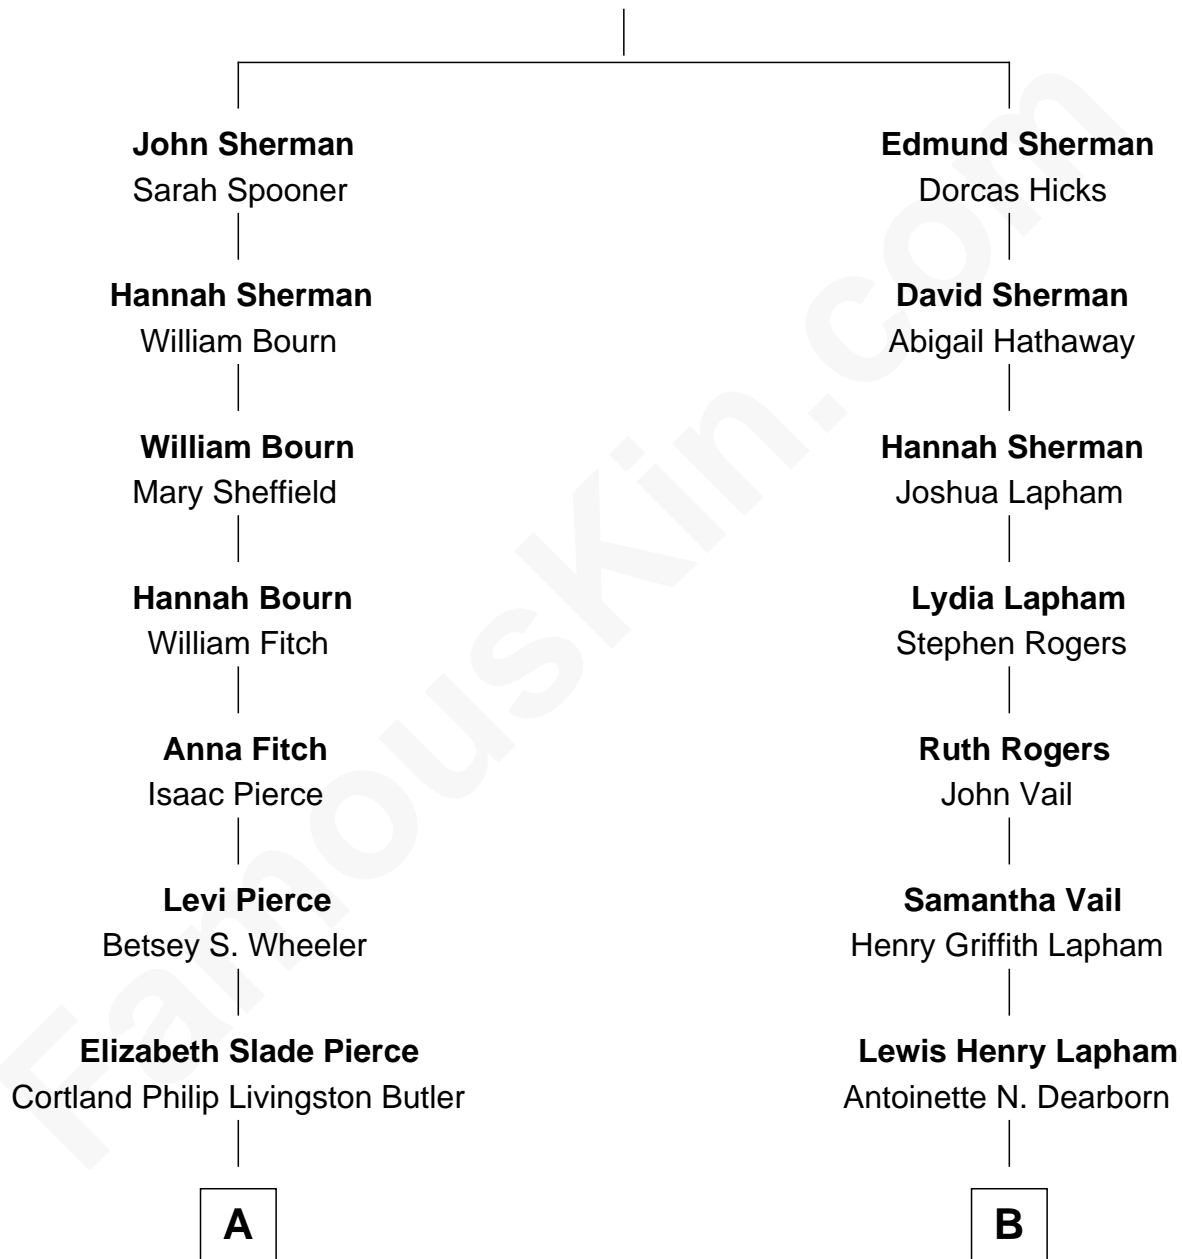 John Sherman
Sarah Spooner
Hannah Sherman
William Bourn
William Bourn
Mary Sheffield
Hannah Bourn
William Fitch
Anna Fitch
Isaac Pierce
Levi Pierce
Betsey S. Wheeler
Elizabeth Slade Pierce
Cortland Philip Livingston Butler
A
Edmund Sherman
Dorcas Hicks
David Sherman
Abigail Hathaway
Hannah Sherman
Joshua Lapham
Lydia Lapham
Stephen Rogers
Ruth Rogers
John Vail
Samantha Vail
Henry Griffith Lapham
Lewis Henry Lapham
Antoinette N. Dearborn
B
FamousKin.com